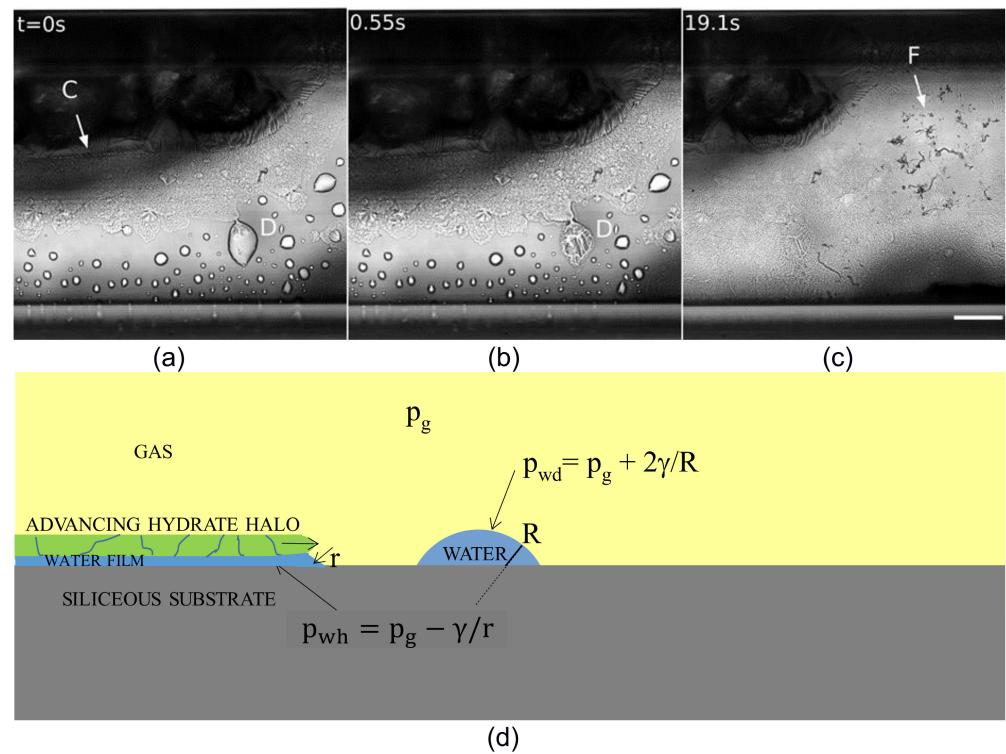 t=0s
0.55s
19.1s
C
F
D
D
(a)
(b)
(c)
p_g
GAS
p_wd= p_g + 2γ/R
ADVANCING HYDRATE HALO
R
WATER
r
WATER FILM
SILICEOUS SUBSTRATE
p_wh = p_g − γ/r
(d)